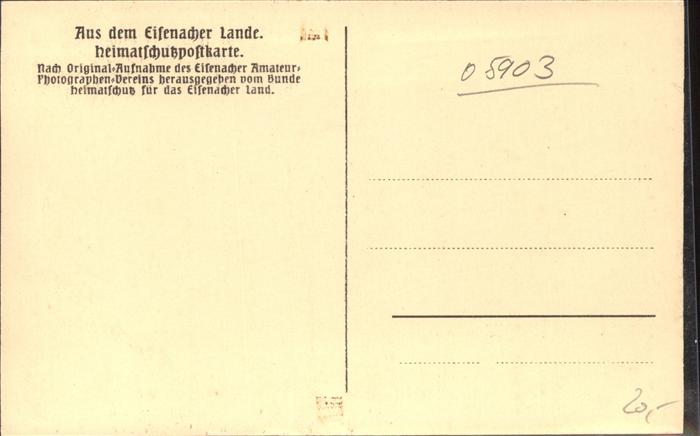 Aus dem Eiſenacher Lande.
Heimatſchutzpoſtkarte.
Nach Original-Aufnahme des Eiſenacher Amateur-
Photographen-Vereins herausgegeben vom Bunde
Heimatſchutz für das Eiſenacher Land.
05903
20,-